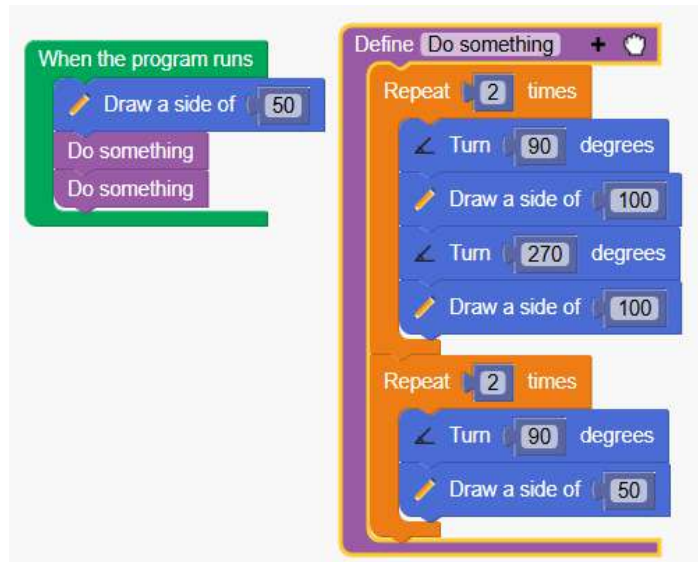 When the program runs
Draw a side of 50
Do something
Do something
Define Do something +
Repeat 2 times
Turn 90 degrees
Draw a side of 100
Turn 270 degrees
Draw a side of 100
Repeat 2 times
Turn 90 degrees
Draw a side of 50